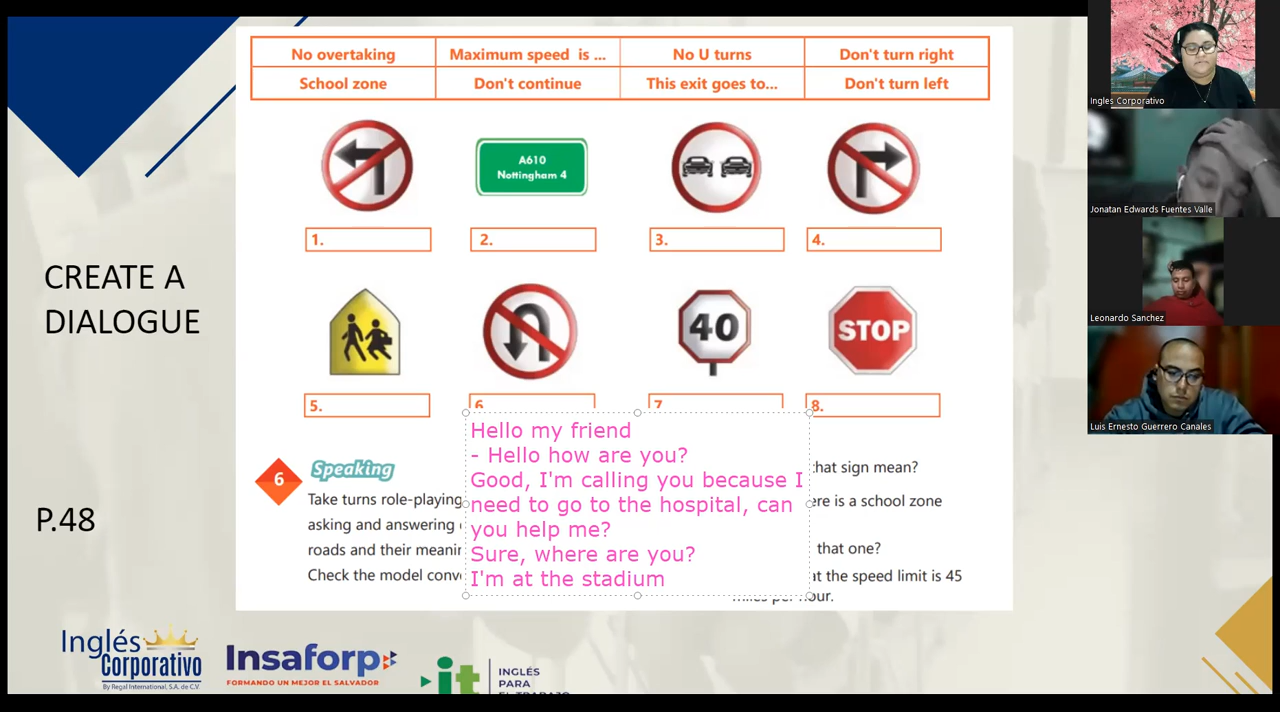 No overtaking
Maximum speed is ...
No U turns
Don't turn right
School zone
Don't continue
This exit goes to...
Don't turn left
A610
Nottingham 4
1.
2.
3.
4.
40
STOP
5.
6
7
8.
CREATE A
DIALOGUE
P.48
6
Speaking
Take turns role-playing
asking and answering
roads and their meanin
Check the model conv
Hello my friend
- Hello how are you?
Good, I'm calling you because I
need to go to the hospital, can
you help me?
Sure, where are you?
I'm at the stadium
that sign mean?
ere is a school zone
that one?
at the speed limit is 45
miles per hour.
Inglés
Corporativo
By Regal International, S.A. de C.V.
Insaforp
FORMANDO UN MEJOR EL SALVADOR
it
INGLÉS
PARA
EL TRABAJO
Ingles Corporativo
Jonatan Edwards Fuentes Valle
Leonardo Sanchez
Luis Ernesto Guerrero Canales